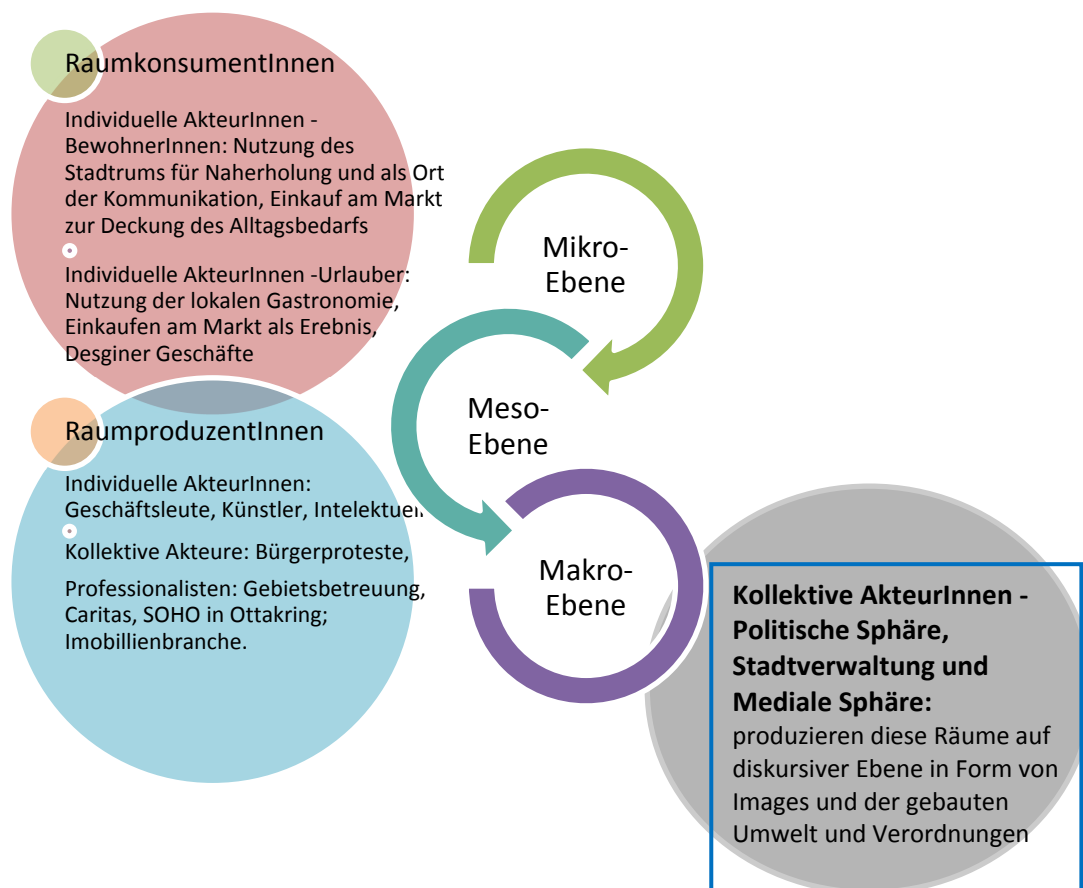 RaumkonsumentInnen
Individuelle AkteurInnen -
BewohnerInnen: Nutzung des
Stadtrums für Naherholung und als Ort
der Kommunikation, Einkauf am Markt
zur Deckung des Alltagsbedarfs
Individuelle AkteurInnen -Urlauber:
Nutzung der lokalen Gastronomie,
Einkaufen am Markt als Erebnis,
Desginer Geschäfte
RaumproduzentInnen
Individuelle AkteurInnen:
Geschäftsleute, Künstler,
Kollektive Akteure: Bürgerproteste,
Professionalisten: Gebietsbetreuung,
Caritas, SOHO in Ottakring;
Imobillienbranche.
Mikro-
Ebene
Meso-
Ebene
Makro-
Ebene
Kollektive AkteurInnen -
Politische Sphäre,
Stadtverwaltung und
Mediale Sphäre:
produzieren diese Räume auf
diskursiver Ebene in Form von
Images und der gebauten
Umwelt und Verordnungen